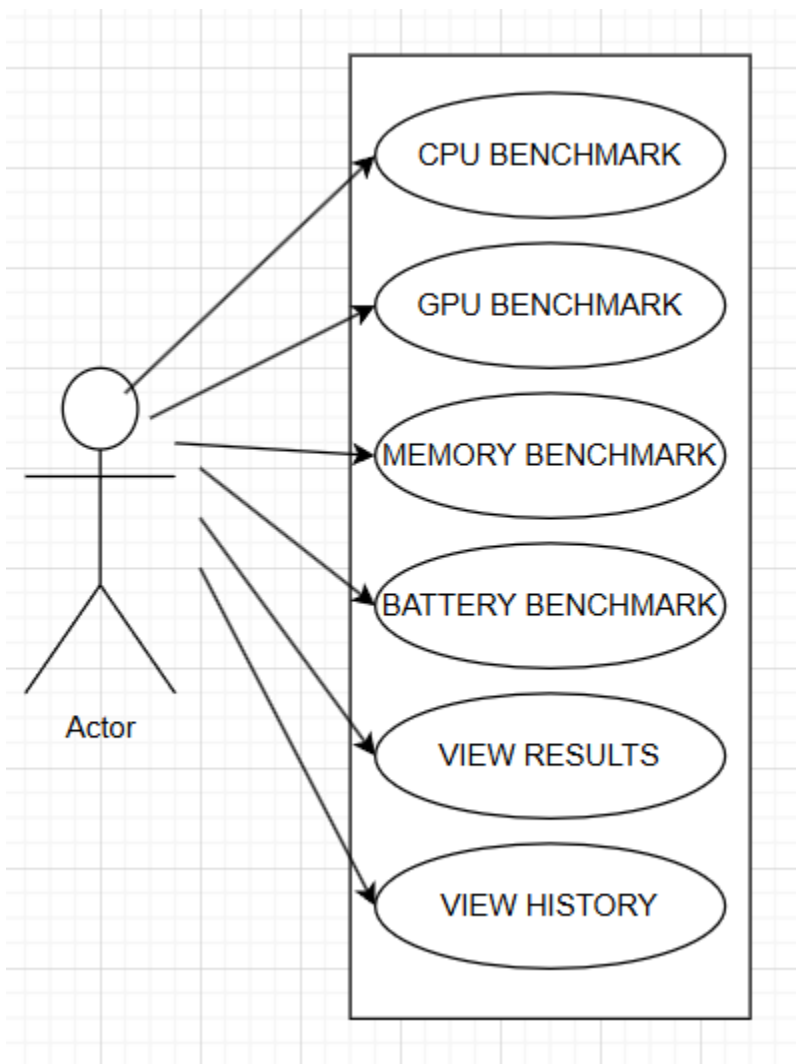 CPU BENCHMARK
GPU BENCHMARK
MEMORY BENCHMARK
BATTERY BENCHMARK
Actor
VIEW RESULTS
VIEW HISTORY